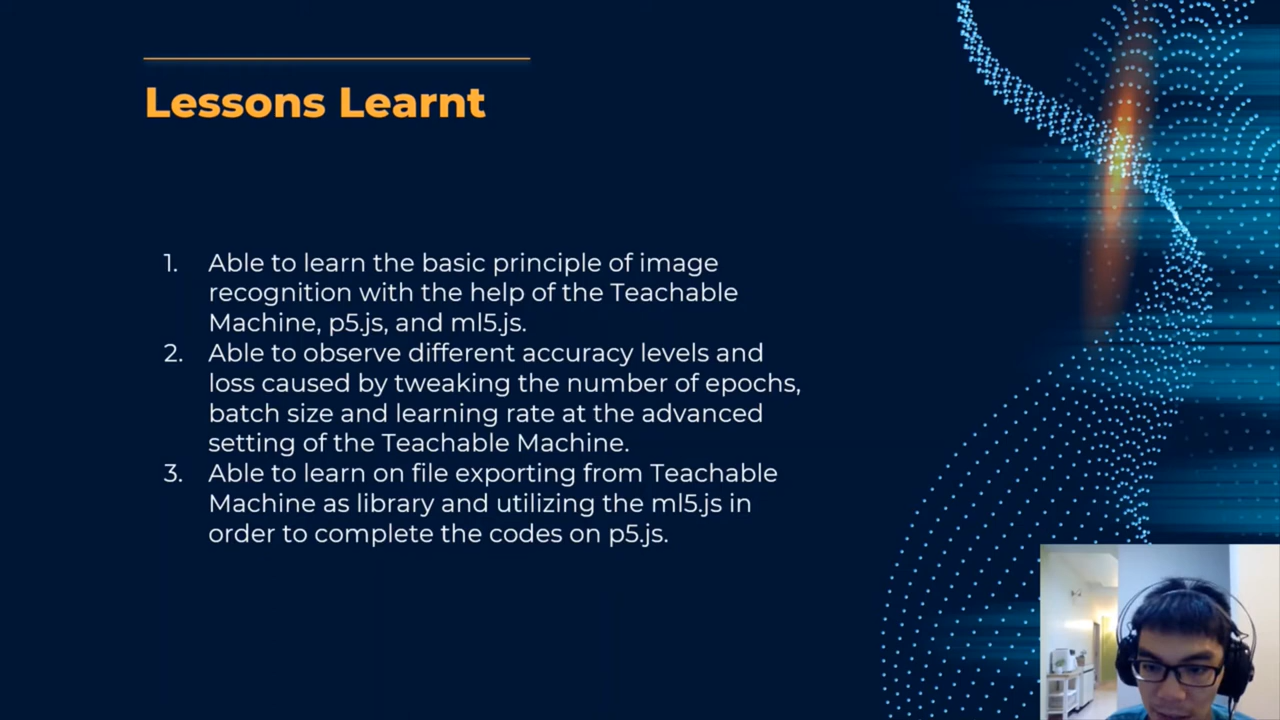 Lessons Learnt
1. Able to learn the basic principle of image
recognition with the help of the Teachable
Machine, p5.js, and ml5.js.
2. Able to observe different accuracy levels and
loss caused by tweaking the number of epochs,
batch size and learning rate at the advanced
setting of the Teachable Machine.
3. Able to learn on file exporting from Teachable
Machine as library and utilizing the ml5.js in
order to complete the codes on p5.js.